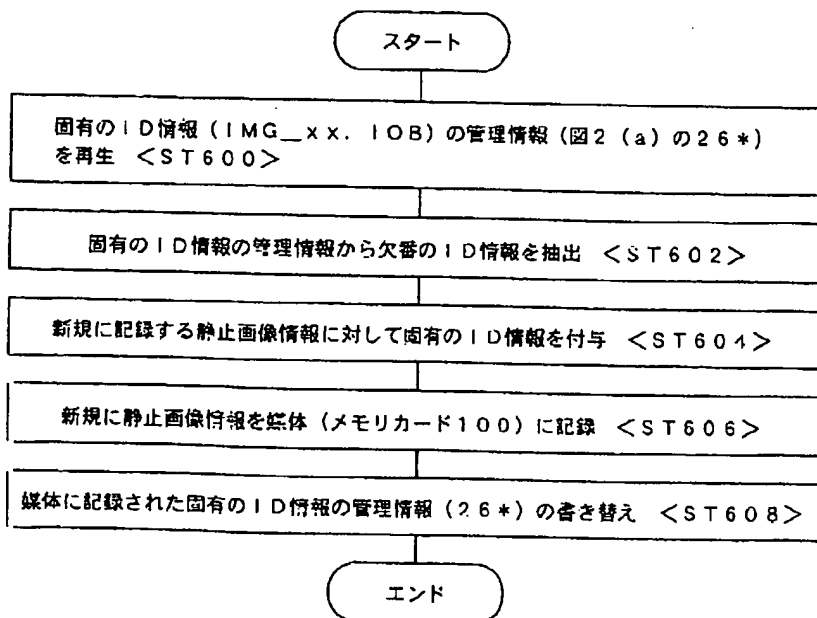 スタート
固有のID情報(IMG_xx.IOB)の管理情報(図2(a)の26*)
を再生 <ST600>
固有のID情報の管理情報から欠番のID情報を抽出 <ST602>
新規に記録する静止画像情報に対して固有のID情報を付与 <ST604>
新規に静止画像情報を媒体(メモリカード100)に記録 <ST606>
媒体に記録された固有のID情報の管理情報(26*)の書き替え <ST608>
エンド